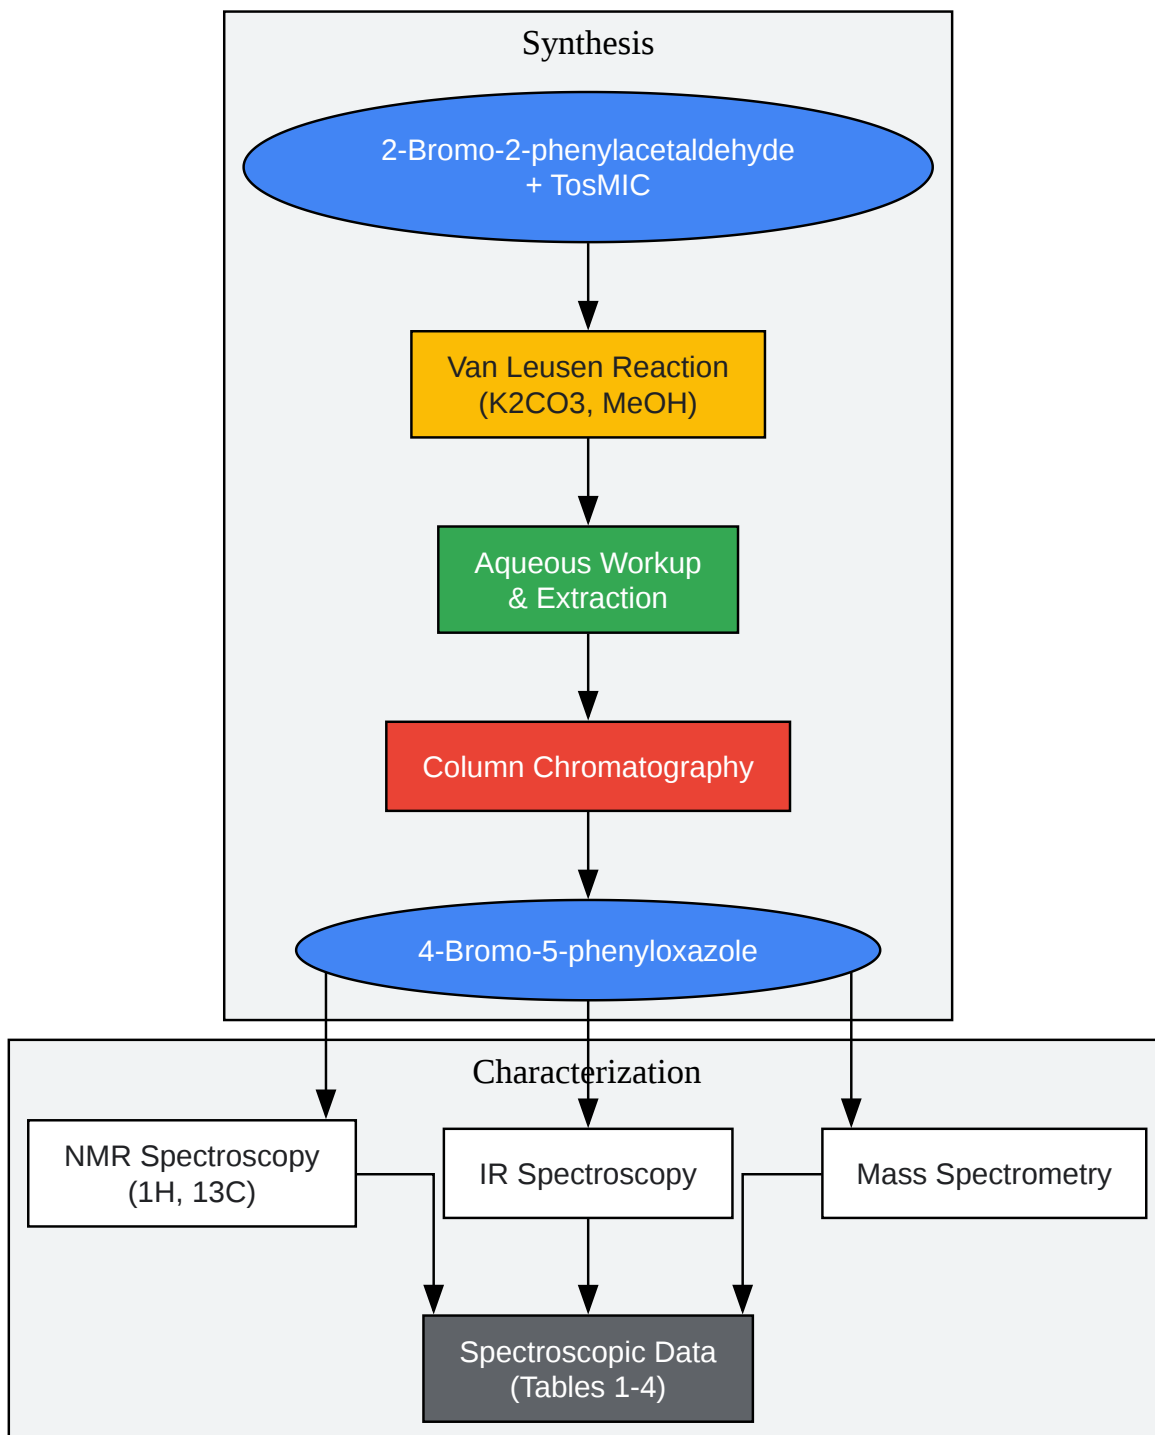 Synthesis
2-Bromo-2-phenylacetaldehyde
+ TosMIC
Van Leusen Reaction
(K2CO3, MeOH)
Aqueous Workup
& Extraction
Column Chromatography
4-Bromo-5-phenyloxazole
Characterization
NMR Spectroscopy
(1H, 13C)
IR Spectroscopy
Mass Spectrometry
Spectroscopic Data
(Tables 1-4)